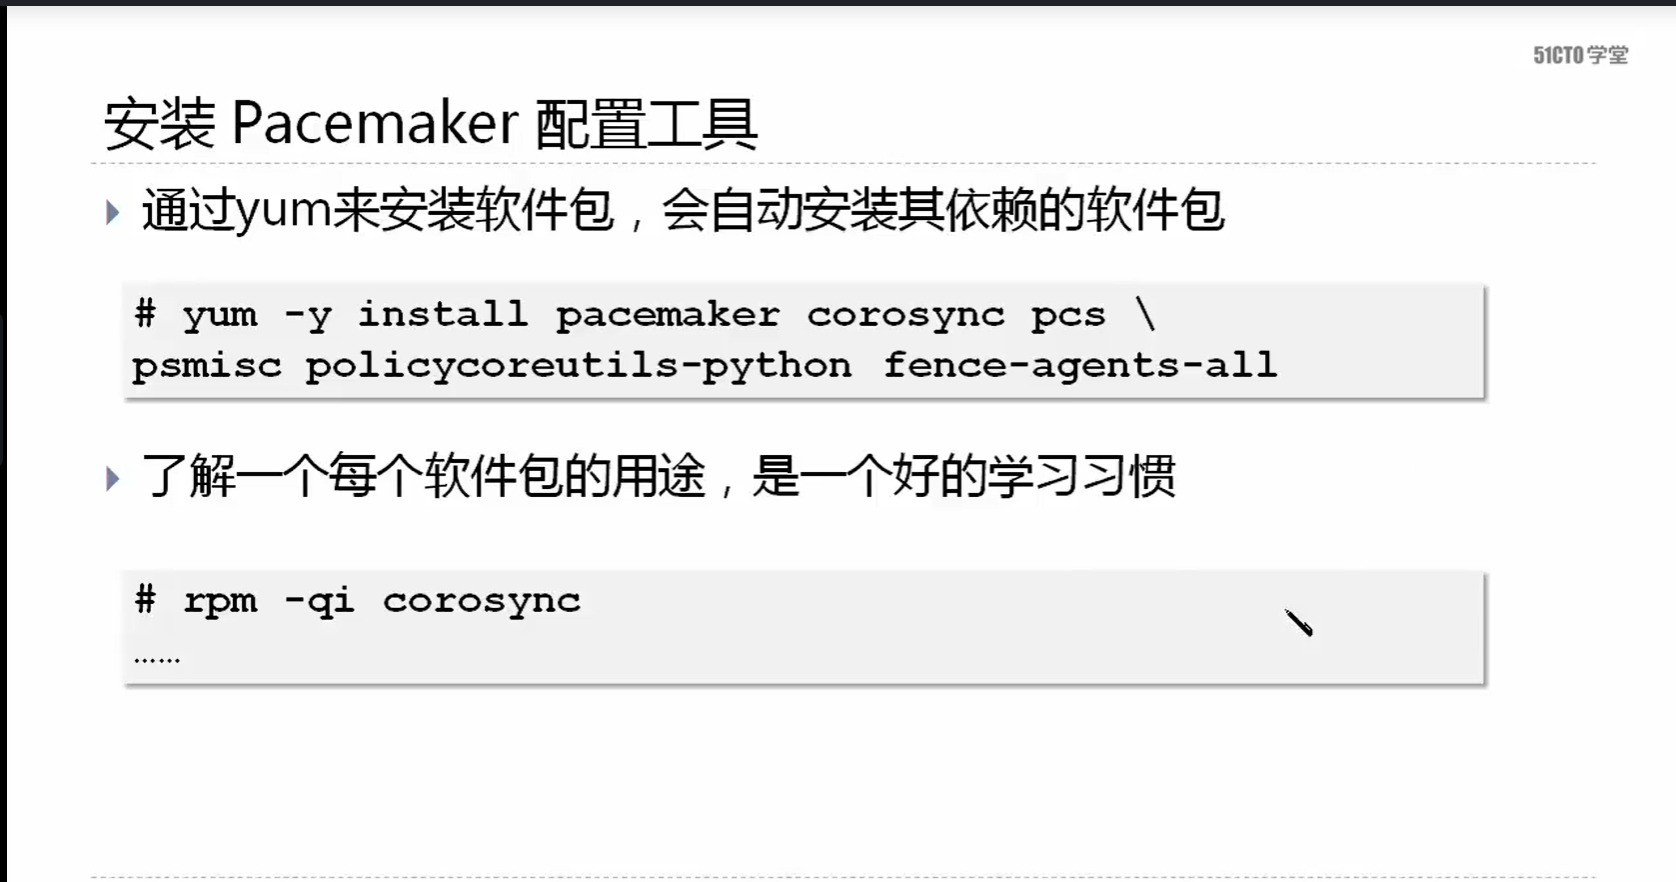 51CTO学堂
安装 Pacemaker 配置工具
通过yum来安装软件包，会自动安装其依赖的软件包
# yum -y install pacemaker corosync pcs \
psmisc policycoreutils-python fence-agents-all
了解一个每个软件包的用途，是一个好的学习习惯
# rpm -qi corosync
……